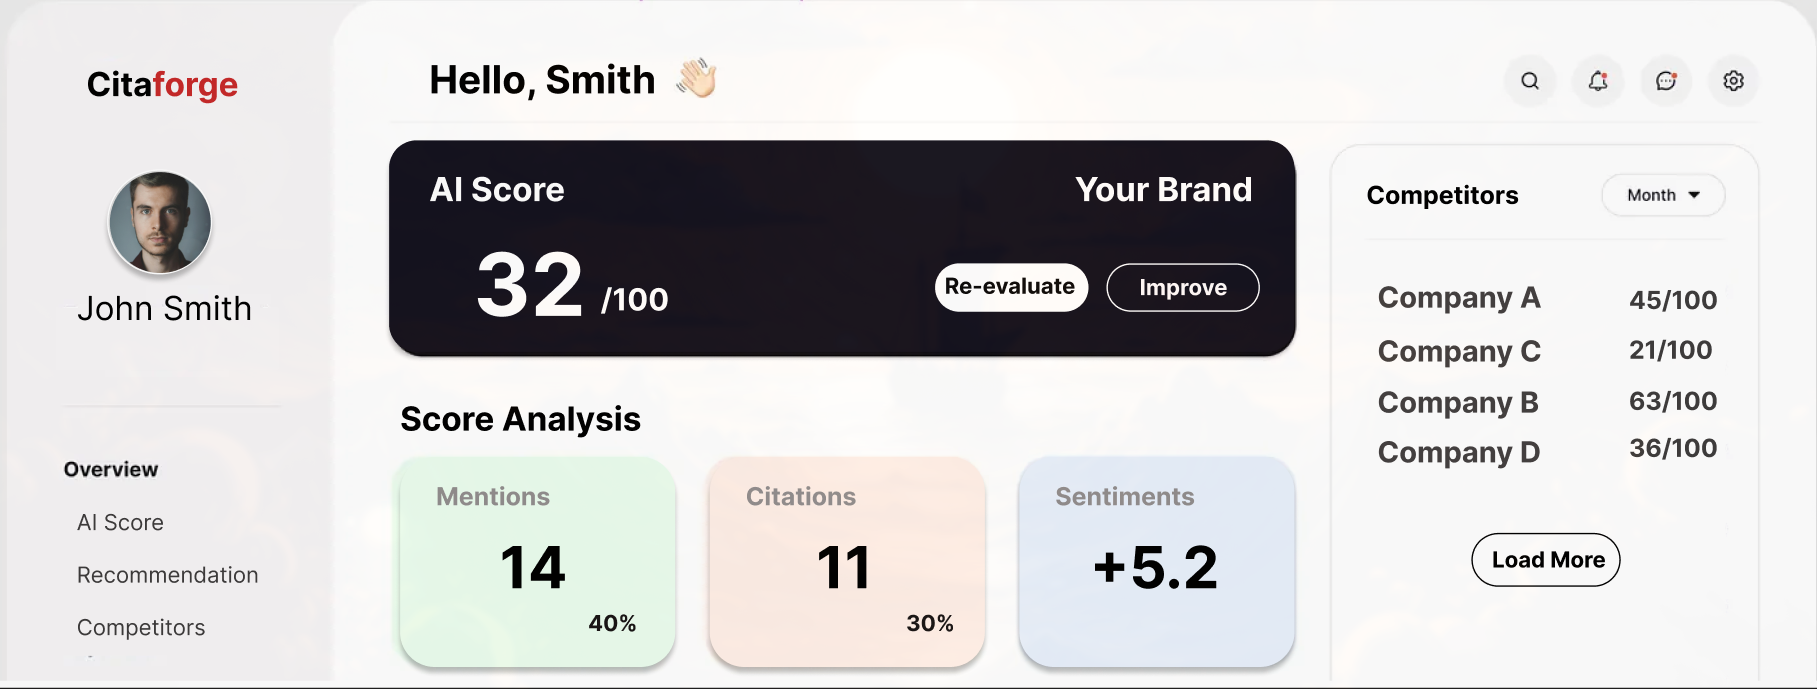 Citaforge
John Smith
Overview
AI Score
Recommendation
Competitors
Hello, Smith 👋🏻
AI Score
Your Brand
32 /100
Re-evaluate
Improve
Score Analysis
Mentions
14
40%
Citations
11
30%
Sentiments
+5.2
Competitors
Month
Company A 45/100
Company C 21/100
Company B 63/100
Company D 36/100
Load More